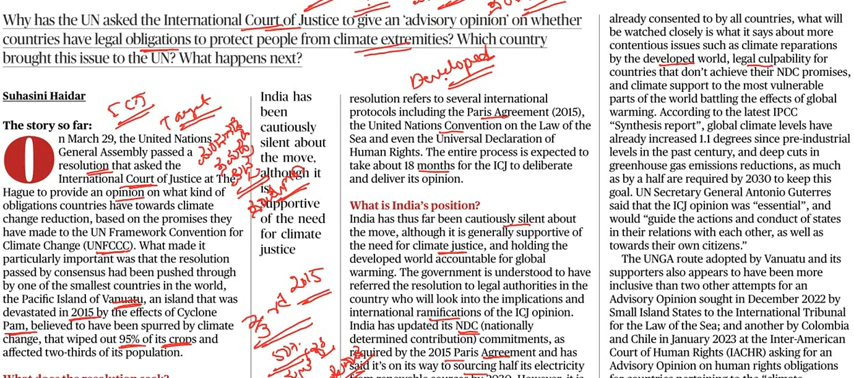 Why has the UN asked the International Court of Justice to give an 'advisory opinion' on whether
countries have legal obligations to protect people from climate extremities? Which country
brought this issue to the UN? What happens next?
Developed
Suhasini Haidar
ICJ
Target
The story so far:
On March 29, the United Nations
General Assembly passed a
resolution that asked the
International Court of Justice at The
Hague to provide an opinion on what kind of
obligations countries have towards climate
change reduction, based on the promises they
have made to the UN Framework Convention for
Climate Change (UNFCCC). What made it
particularly important was that the resolution
passed by consensus had been pushed through
by one of the smallest countries in the world,
the Pacific Island of Vanuatu, an island that was
devastated in 2015 by the effects of Cyclone
Pam, believed to have been spurred by climate
change, that wiped out 95% of its crops and
affected two-thirds of its population.
India has
been
cautiously
silent about
the move,
although it
is
supportive
of the need
for climate
justice
2015
50%
resolution refers to several international
protocols including the Paris Agreement (2015),
the United Nations Convention on the Law of the
Sea and even the Universal Declaration of
Human Rights. The entire process is expected to
take about 18 months for the ICJ to deliberate
and deliver its opinion.
What is India's position?
India has thus far been cautiously silent about
the move, although it is generally supportive of
the need for climate justice, and holding the
developed world accountable for global
warming. The government is understood to have
referred the resolution to legal authorities in the
country who will look into the implications and
international ramifications of the ICJ opinion.
India has updated its NDC (nationally
determined contribution) commitments, as
required by the 2015 Paris Agreement and has
said it's on its way to sourcing half its electricity
already consented to by all countries, what will
be watched closely is what it says about more
contentious issues such as climate reparations
by the developed world, legal culpability for
countries that don't achieve their NDC promises,
and climate support to the most vulnerable
parts of the world battling the effects of global
warming. According to the latest IPCC
"Synthesis report", global climate levels have
already increased 1.1 degrees since pre-industrial
levels in the past century, and deep cuts in
greenhouse gas emissions reductions, as much
as by a half are required by 2030 to keep this
goal. UN Secretary General Antonio Guterres
said that the ICJ opinion was "essential", and
would "guide the actions and conduct of states
in their relations with each other, as well as
towards their own citizens."
The UNGA route adopted by Vanuatu and its
supporters also appears to have been more
inclusive than two other attempts for an
Advisory Opinion sought in December 2022 by
Small Island States to the International Tribunal
for the Law of the Sea; and another by Colombia
and Chile in January 2023 at the Inter-American
Court of Human Rights (IACHR) asking for an
Advisory Opinion on human rights obligations